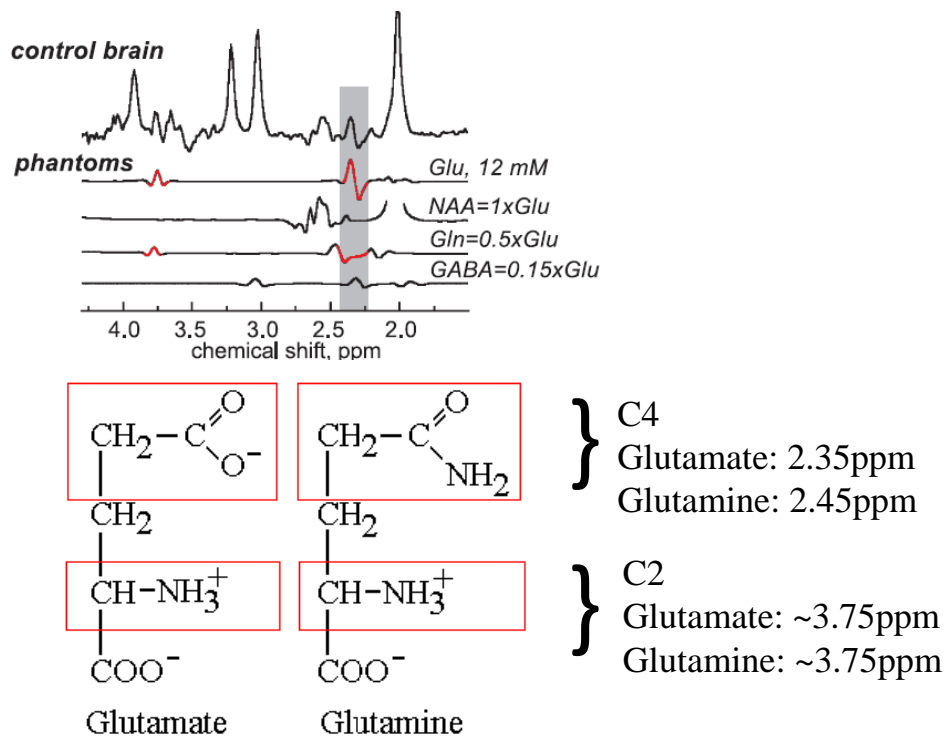 control brain
phantoms
Glu, 12 mM
NAA=1xGlu
Gln=0.5xGlu
GABA=0.15xGlu
4.0 3.5 3.0 2.5 2.0
chemical shift, ppm
O
CH2 C
O-
CH2
CH-NH3+
COO-
Glutamate
O
CH2 C
NH2
CH2
CH-NH3+
COO-
Glutamine
} C4
Glutamate: 2.35ppm
Glutamine: 2.45ppm
} C2
Glutamate: ~3.75ppm
Glutamine: ~3.75ppm